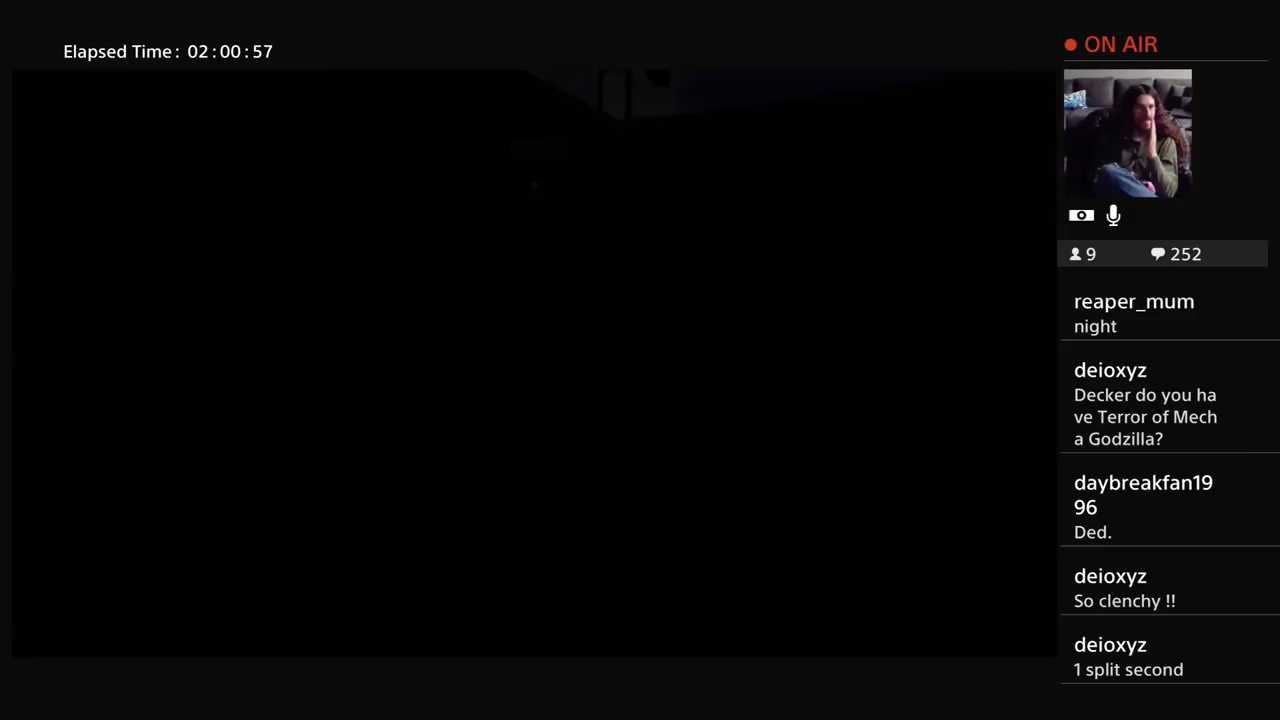 Elapsed Time: 02:00:57
ON AIR
9
252
reaper_mum
night
deioxyz
Decker do you ha
ve Terror of Mech
a Godzilla?
daybreakfan19
96
Ded.
deioxyz
So clenchy !!
deioxyz
1 split second